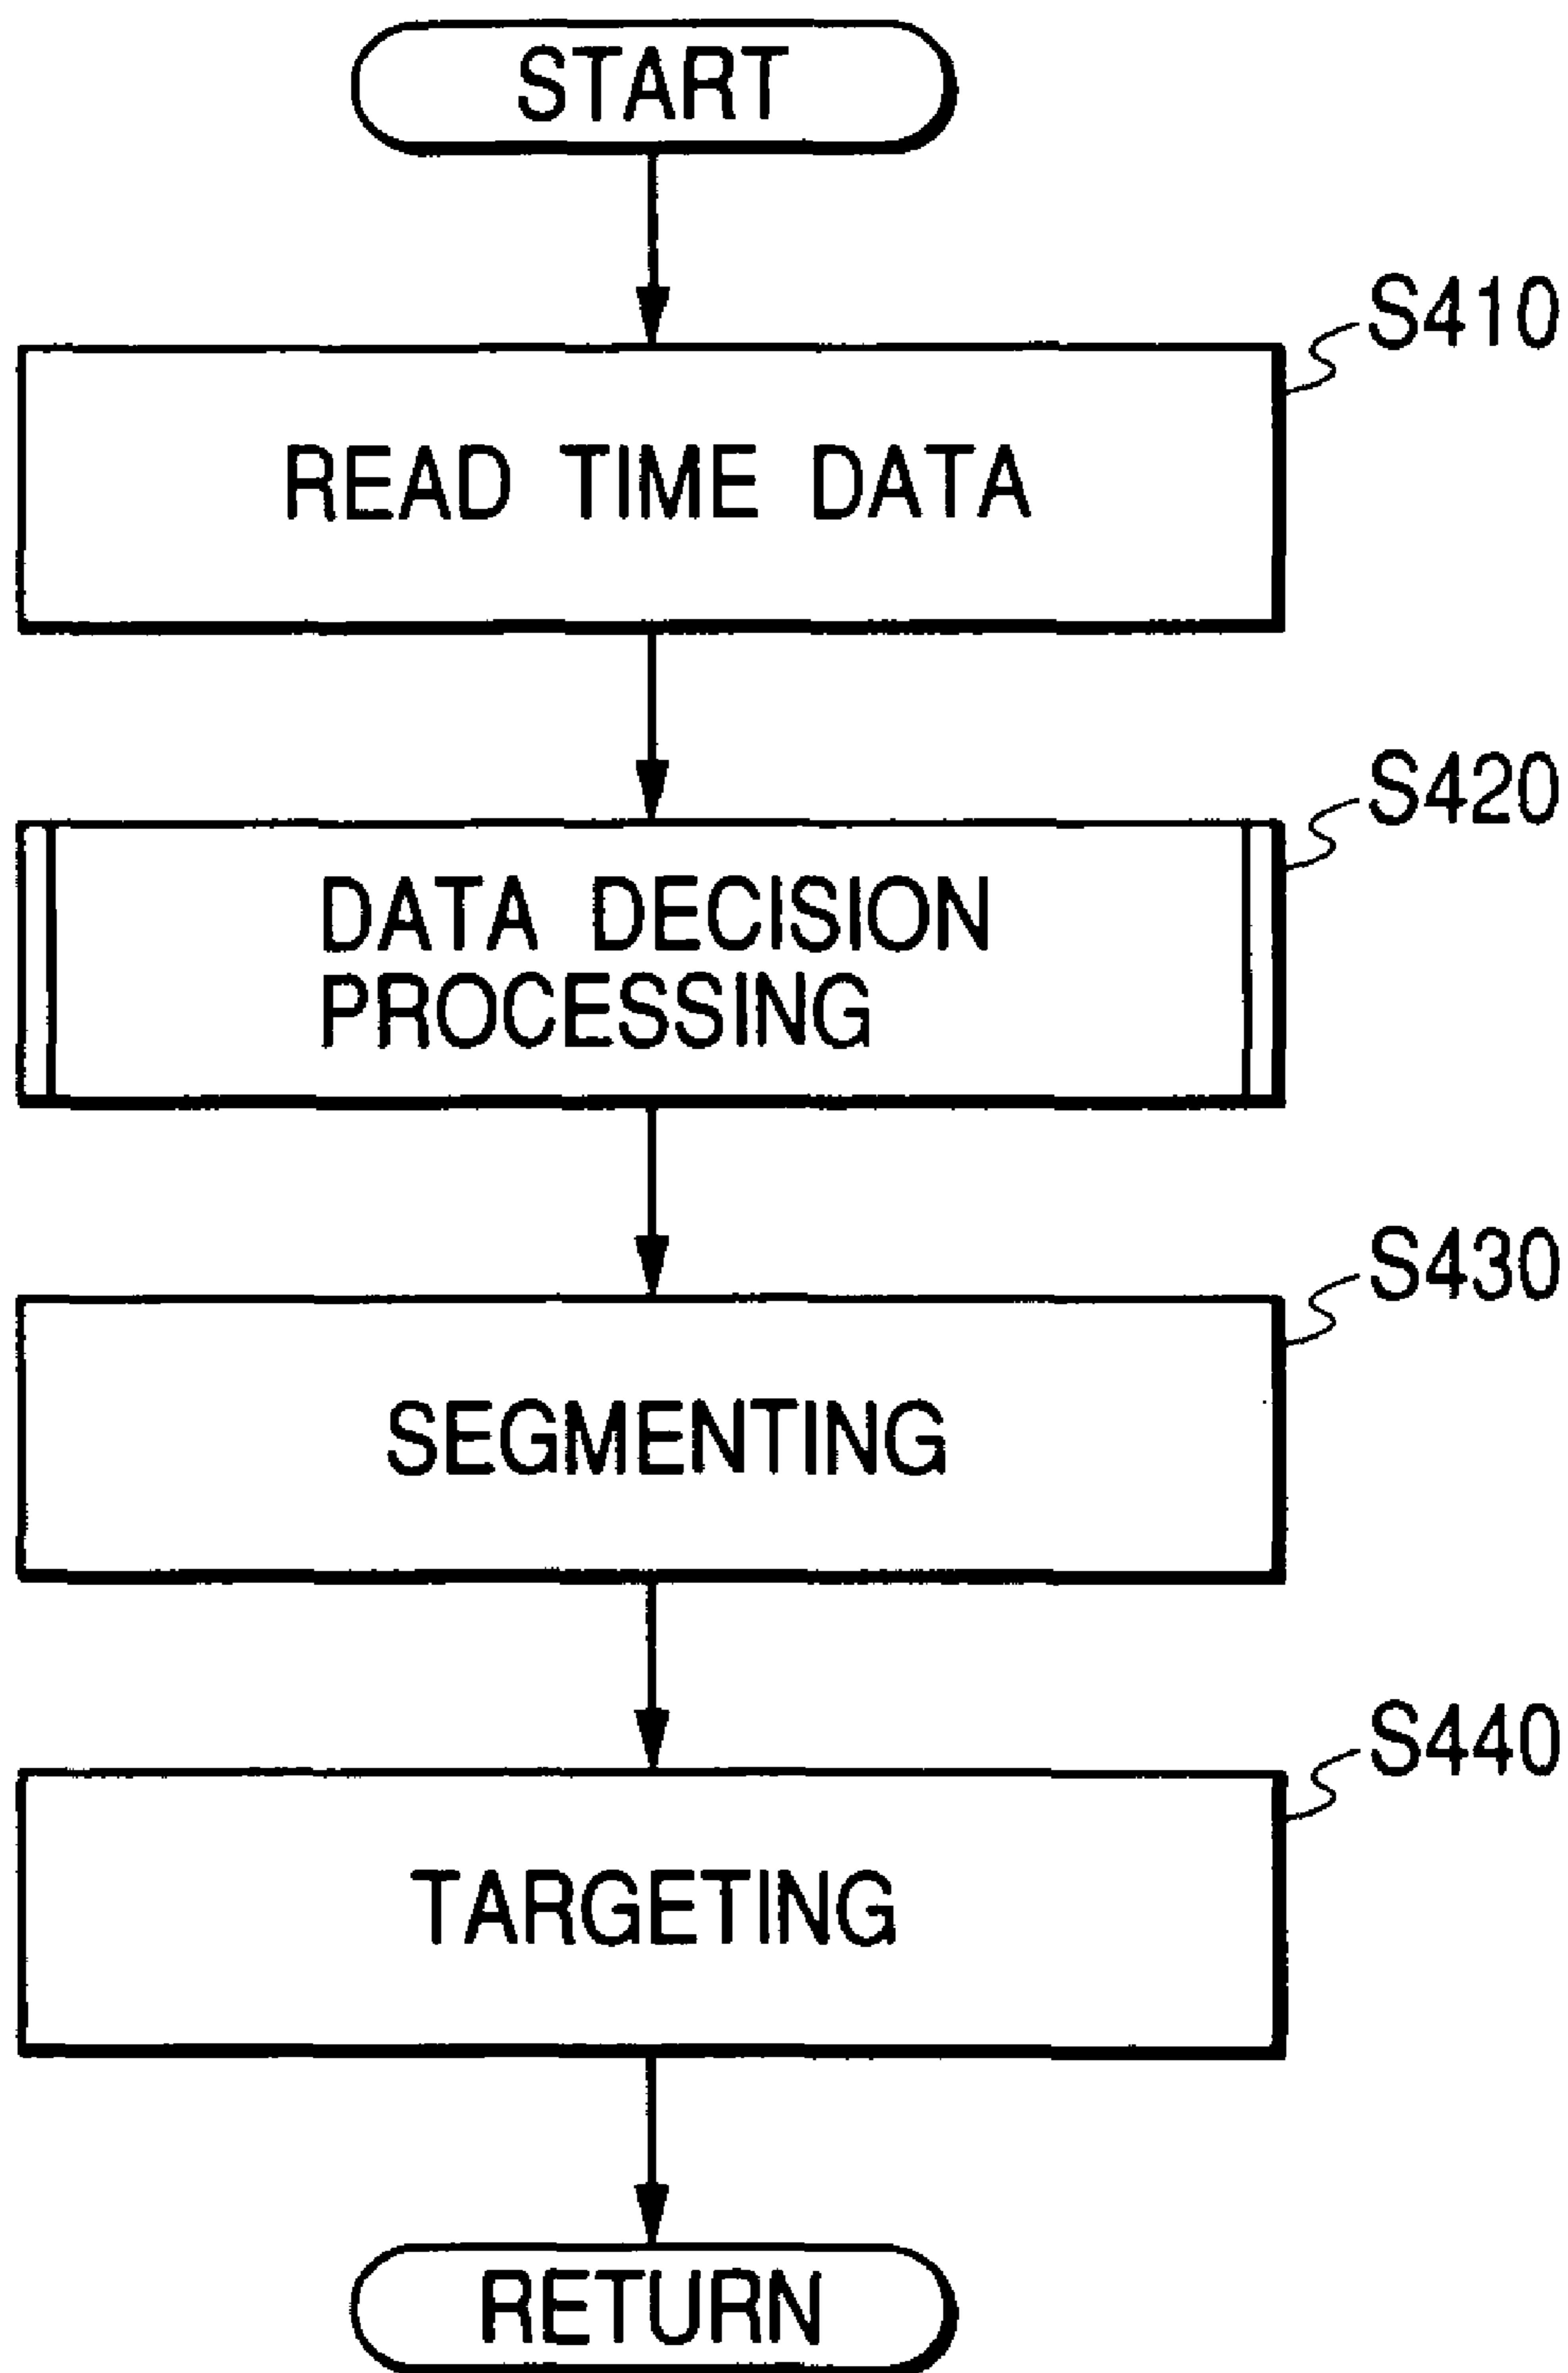 START
S410
READ TIME DATA
S420
DATA DECISION
PROCESSING
S430
SEGMENTING
S440
TARGETING
RETURN